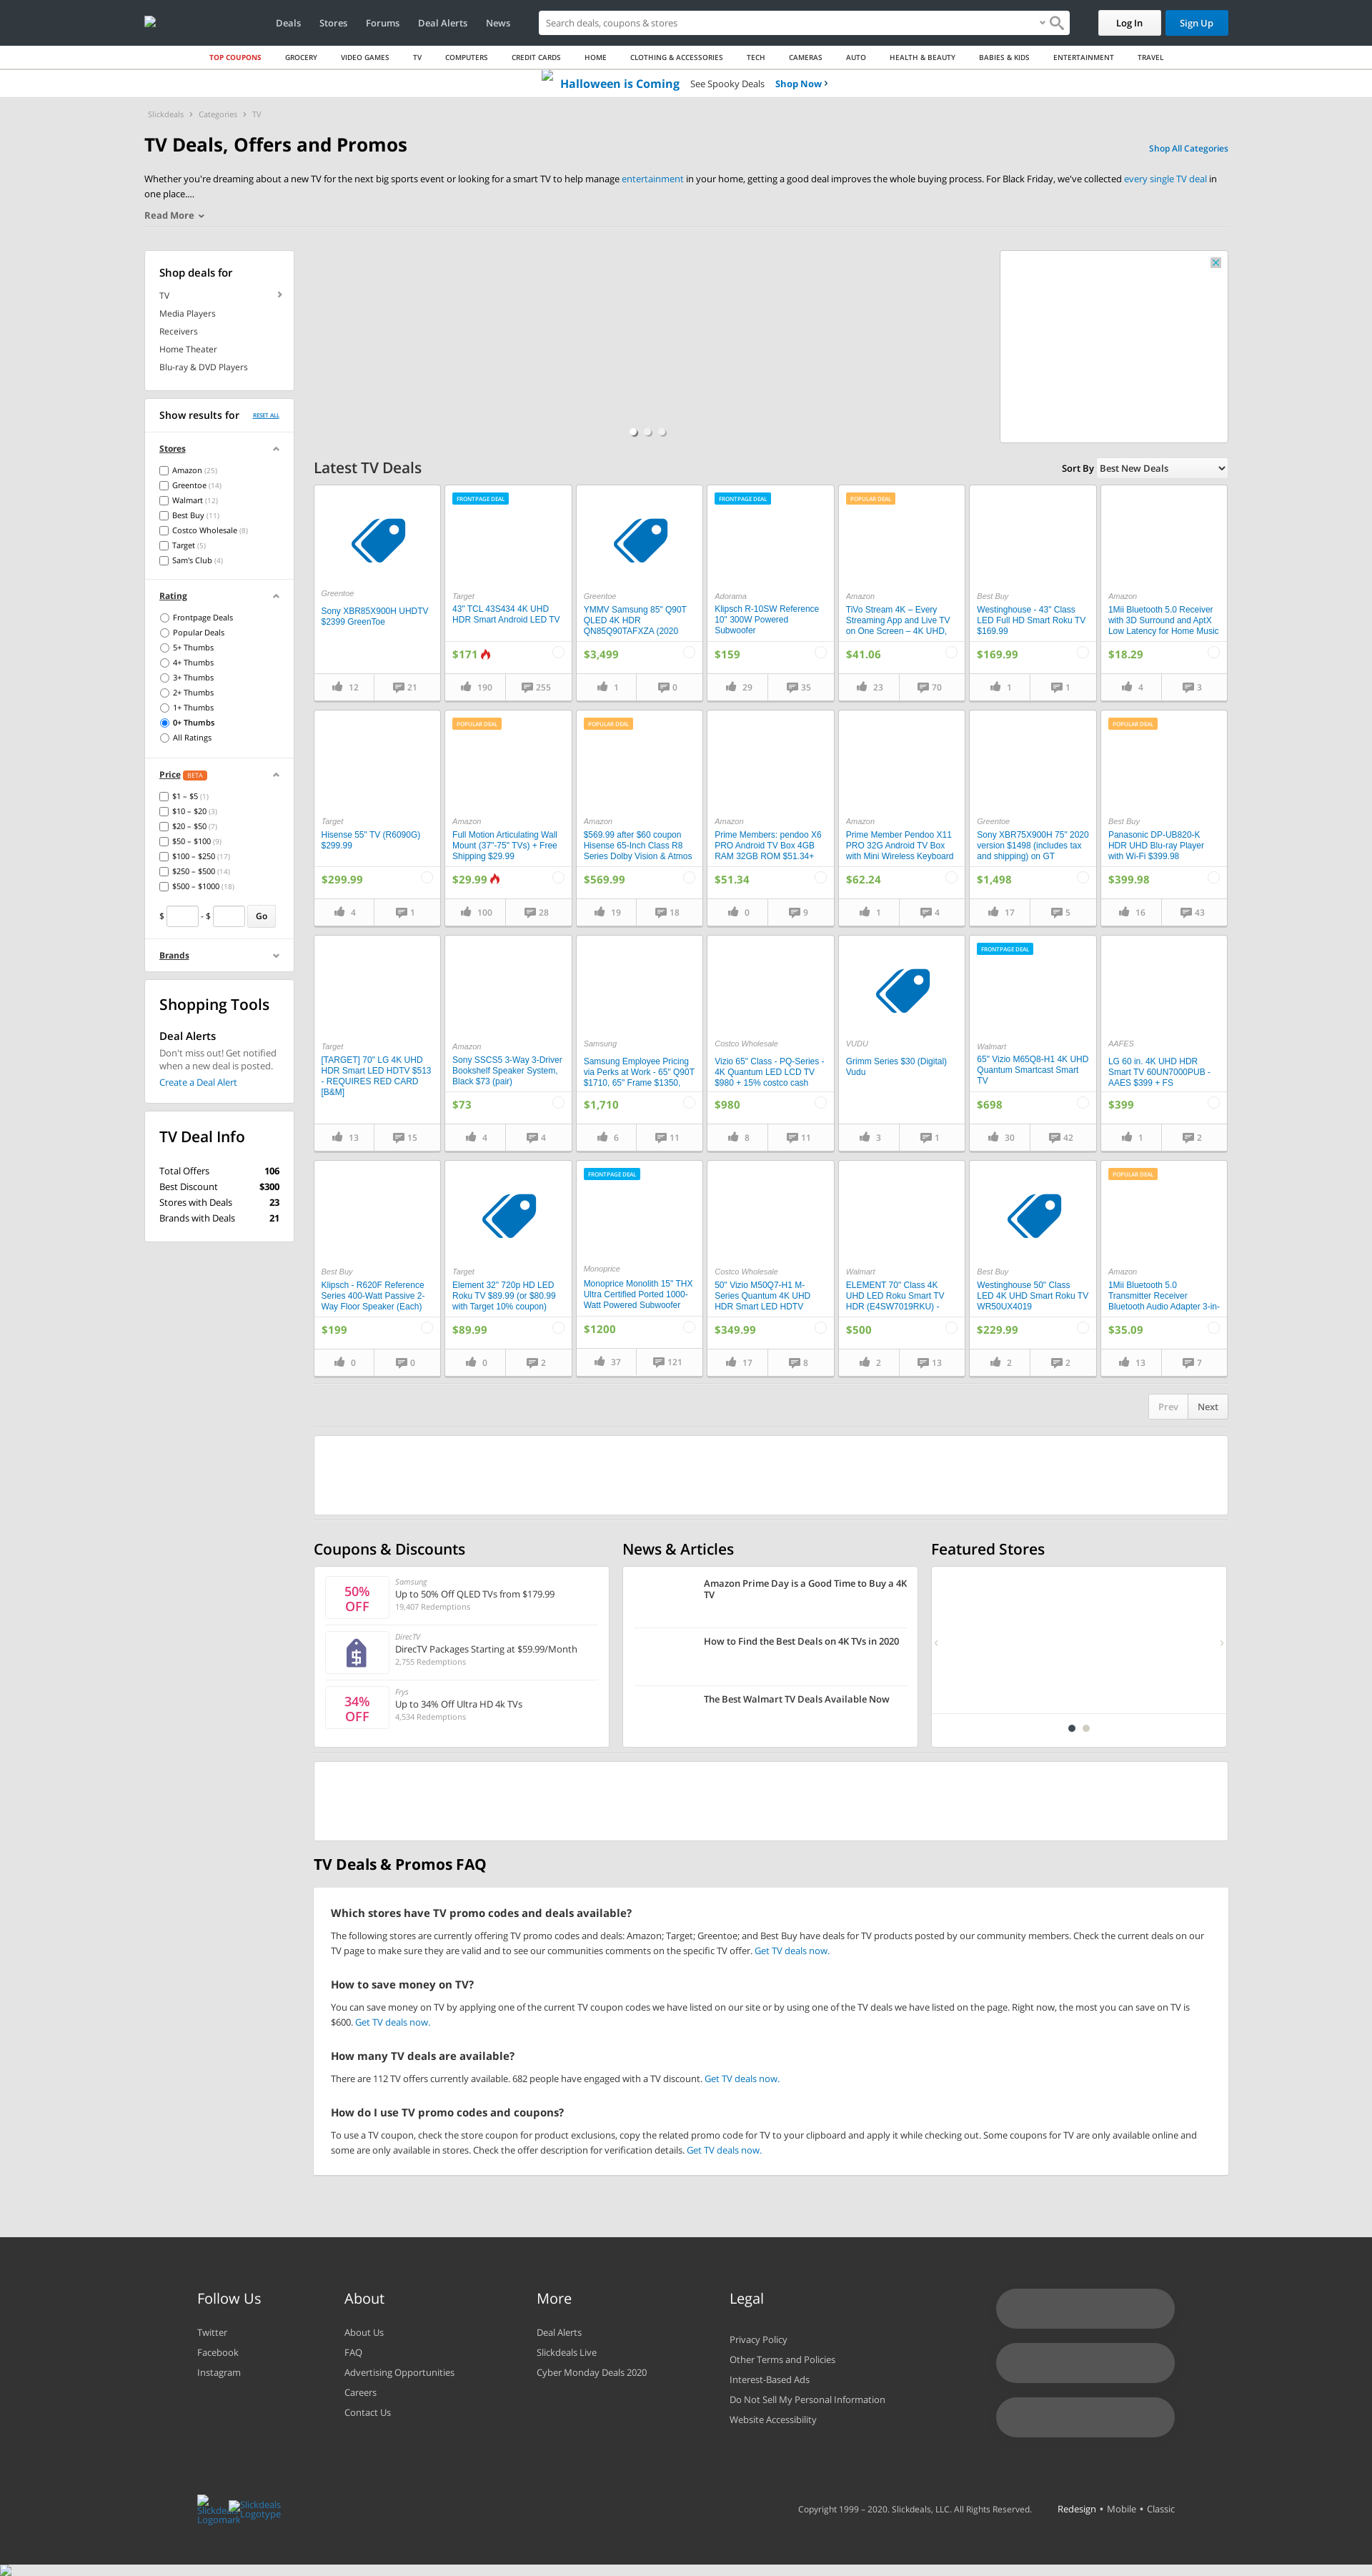 Deals Stores Forums Deal Alerts News Search deals, coupons & stores Log In Sign Up
TOP COUPONS GROCERY VIDEO GAMES TV COMPUTERS CREDIT CARDS HOME CLOTHING & ACCESSORIES TECH CAMERAS AUTO HEALTH & BEAUTY BABIES & KIDS ENTERTAINMENT TRAVEL
Halloween is Coming See Spooky Deals Shop Now
Slickdeals Categories TV
TV Deals, Offers and Promos
Shop All Categories
Whether you're dreaming about a new TV for the next big sports event or looking for a smart TV to help manage entertainment in your home, getting a good deal improves the whole buying process. For Black Friday, we've collected every single TV deal in
one place....
Read More
Shop deals for
TV
Media Players
Receivers
Home Theater
Blu-ray & DVD Players
Show results for RESET ALL
Stores
Amazon (25)
Greentoe (14)
Walmart (12)
Best Buy (11)
Costco Wholesale (8)
Target (5)
Sam's Club (4)
Rating
Frontpage Deals
Popular Deals
5+ Thumbs
4+ Thumbs
3+ Thumbs
2+ Thumbs
1+ Thumbs
0+ Thumbs
All Ratings
Price BETA
$1 – $5 (1)
$10 – $20 (3)
$20 – $50 (7)
$50 – $100 (9)
$100 – $250 (17)
$250 – $500 (14)
$500 – $1000 (18)
$ - $ Go
Brands
Shopping Tools
Deal Alerts
Don't miss out! Get notified
when a new deal is posted.
Create a Deal Alert
TV Deal Info
Total Offers 106
Best Discount $300
Stores with Deals 23
Brands with Deals 21
Latest TV Deals
Sort By Best New Deals
Greentoe
Sony XBR85X900H UHDTV
$2399 GreenToe
12 21
FRONTPAGE DEAL
Target
43" TCL 43S434 4K UHD
HDR Smart Android LED TV
$171
190 255
Greentoe
YMMV Samsung 85" Q90T
QLED 4K HDR
QN85Q90TAFXZA (2020
$3,499
1 0
FRONTPAGE DEAL
Adorama
Klipsch R-10SW Reference
10" 300W Powered
Subwoofer
$159
29 35
POPULAR DEAL
Amazon
TiVo Stream 4K – Every
Streaming App and Live TV
on One Screen – 4K UHD,
$41.06
23 70
Best Buy
Westinghouse - 43" Class
LED Full HD Smart Roku TV
$169.99
$169.99
1 1
Amazon
1Mii Bluetooth 5.0 Receiver
with 3D Surround and AptX
Low Latency for Home Music
$18.29
4 3
Target
Hisense 55" TV (R6090G)
$299.99
$299.99
4 1
POPULAR DEAL
Amazon
Full Motion Articulating Wall
Mount (37"-75" TVs) + Free
Shipping $29.99
$29.99
100 28
POPULAR DEAL
Amazon
$569.99 after $60 coupon
Hisense 65-Inch Class R8
Series Dolby Vision & Atmos
$569.99
19 18
Amazon
Prime Members: pendoo X6
PRO Android TV Box 4GB
RAM 32GB ROM $51.34+
$51.34
0 9
Amazon
Prime Member Pendoo X11
PRO 32G Android TV Box
with Mini Wireless Keyboard
$62.24
1 4
Greentoe
Sony XBR75X900H 75" 2020
version $1498 (includes tax
and shipping) on GT
$1,498
17 5
POPULAR DEAL
Best Buy
Panasonic DP-UB820-K
HDR UHD Blu-ray Player
with Wi-Fi $399.98
$399.98
16 43
Target
[TARGET] 70" LG 4K UHD
HDR Smart LED HDTV $513
- REQUIRES RED CARD
[B&M]
13 15
Amazon
Sony SSCS5 3-Way 3-Driver
Bookshelf Speaker System,
Black $73 (pair)
$73
4 4
Samsung
Samsung Employee Pricing
via Perks at Work - 65" Q90T
$1710, 65" Frame $1350,
$1,710
6 11
Costco Wholesale
Vizio 65" Class - PQ-Series -
4K Quantum LED LCD TV
$980 + 15% costco cash
$980
8 11
VUDU
Grimm Series $30 (Digital)
Vudu
3 1
FRONTPAGE DEAL
Walmart
65" Vizio M65Q8-H1 4K UHD
Quantum Smartcast Smart
TV
$698
30 42
AAFES
LG 60 in. 4K UHD HDR
Smart TV 60UN7000PUB -
AAES $399 + FS
$399
1 2
Best Buy
Klipsch - R620F Reference
Series 400-Watt Passive 2-
Way Floor Speaker (Each)
$199
0 0
Target
Element 32" 720p HD LED
Roku TV $89.99 (or $80.99
with Target 10% coupon)
$89.99
0 2
FRONTPAGE DEAL
Monoprice
Monoprice Monolith 15" THX
Ultra Certified Ported 1000-
Watt Powered Subwoofer
$1200
37 121
Costco Wholesale
50" Vizio M50Q7-H1 M-
Series Quantum 4K UHD
HDR Smart LED HDTV
$349.99
17 8
Walmart
ELEMENT 70" Class 4K
UHD LED Roku Smart TV
HDR (E4SW7019RKU) -
$500
2 13
Best Buy
Westinghouse 50" Class
LED 4K UHD Smart Roku TV
WR50UX4019
$229.99
2 2
POPULAR DEAL
Amazon
1Mii Bluetooth 5.0
Transmitter Receiver
Bluetooth Audio Adapter 3-in-
$35.09
13 7
Prev Next
Coupons & Discounts
50%
OFF
Samsung
Up to 50% Off QLED TVs from $179.99
19,407 Redemptions
DirecTV
DirecTV Packages Starting at $59.99/Month
2,755 Redemptions
34%
OFF
Frys
Up to 34% Off Ultra HD 4k TVs
4,534 Redemptions
News & Articles
Amazon Prime Day is a Good Time to Buy a 4K
TV
How to Find the Best Deals on 4K TVs in 2020
The Best Walmart TV Deals Available Now
Featured Stores
TV Deals & Promos FAQ
Which stores have TV promo codes and deals available?
The following stores are currently offering TV promo codes and deals: Amazon; Target; Greentoe; and Best Buy have deals for TV products posted by our community members. Check the current deals on our
TV page to make sure they are valid and to see our communities comments on the specific TV offer. Get TV deals now.
How to save money on TV?
You can save money on TV by applying one of the current TV coupon codes we have listed on our site or by using one of the TV deals we have listed on the page. Right now, the most you can save on TV is
$600. Get TV deals now.
How many TV deals are available?
There are 112 TV offers currently available. 682 people have engaged with a TV discount. Get TV deals now.
How do I use TV promo codes and coupons?
To use a TV coupon, check the store coupon for product exclusions, copy the related promo code for TV to your clipboard and apply it while checking out. Some coupons for TV are only available online and
some are only available in stores. Check the offer description for verification details. Get TV deals now.
Follow Us
Twitter
Facebook
Instagram
About
About Us
FAQ
Advertising Opportunities
Careers
Contact Us
More
Deal Alerts
Slickdeals Live
Cyber Monday Deals 2020
Legal
Privacy Policy
Other Terms and Policies
Interest-Based Ads
Do Not Sell My Personal Information
Website Accessibility
Slickdeals
Logomark
Slickdeals
Logotype
Copyright 1999 – 2020. Slickdeals, LLC. All Rights Reserved. Redesign • Mobile • Classic